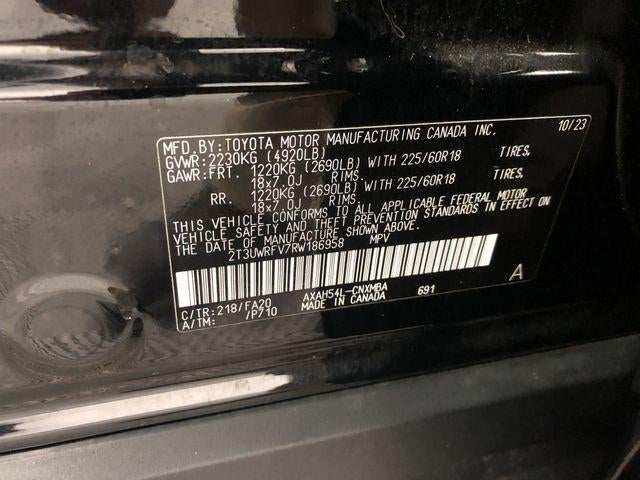 MFD.BY:TOYOTA MOTOR MANUFACTURING CANADA INC. 10/23
GVWR:2230KG (4920LB)
GAWR:FRT. 1220KG (2690LB) WITH 225/60R18 TIRES,
18x7.0J RIMS.
RR. 1220KG (2690LB) WITH 225/60R18 TIRES,
18x7.0J RIMS.
THIS VEHICLE CONFORMS TO ALL APPLICABLE FEDERAL MOTOR
VEHICLE SAFETY AND THEFT PREVENTION STANDARDS IN EFFECT ON
THE DATE OF MANUFACTURE SHOWN ABOVE.
2T3UWRFV7RW186958 MPV
A
C/TR:218/FA20 AXAH54L-CNXMBA 691
A/TM: /P710 MADE IN CANADA